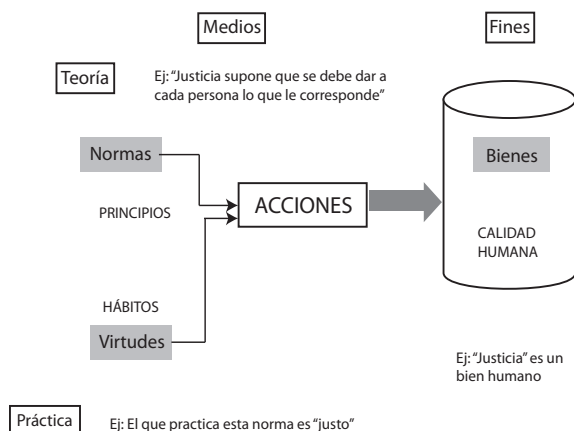 Medios
Fines
Teoría
Ej: “Justicia supone que se debe dar a
cada persona lo que le corresponde”
Normas
Bienes
PRINCIPIOS
ACCIONES
CALIDAD
HUMANA
HÁBITOS
Virtudes
Ej: “Justicia” es un
bien humano
Práctica
Ej: El que practica esta norma es “justo”